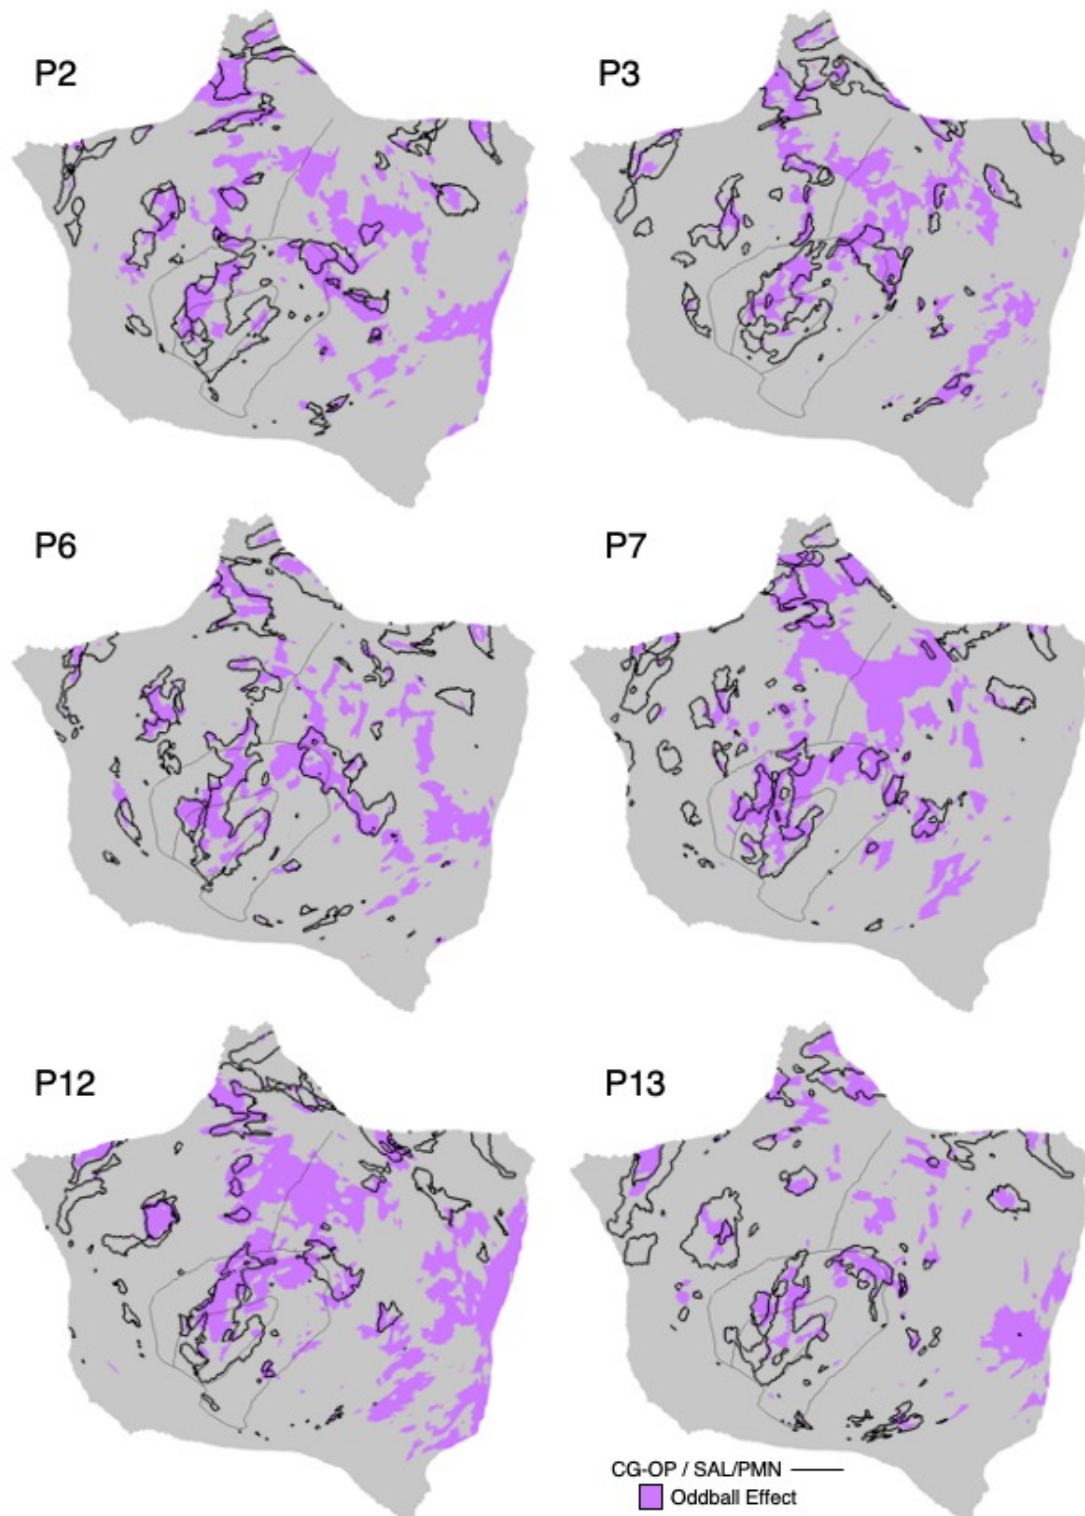 P2
P3
P6
P7
P12
P13
CG-OP / SAL/PMN
Oddball Effect